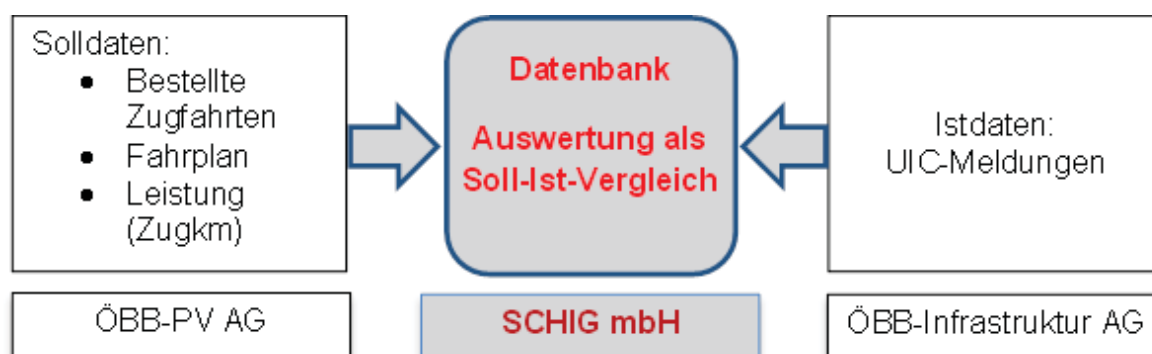 Solldaten:
• Bestellte
Zugfahrten
• Fahrplan
• Leistung
(Zugkm)
ÖBB-PV AG
Datenbank
Auswertung als
Soll-Ist-Vergleich
SCHIG mbH
Istdaten:
UIC-Meldungen
ÖBB-Infrastruktur AG